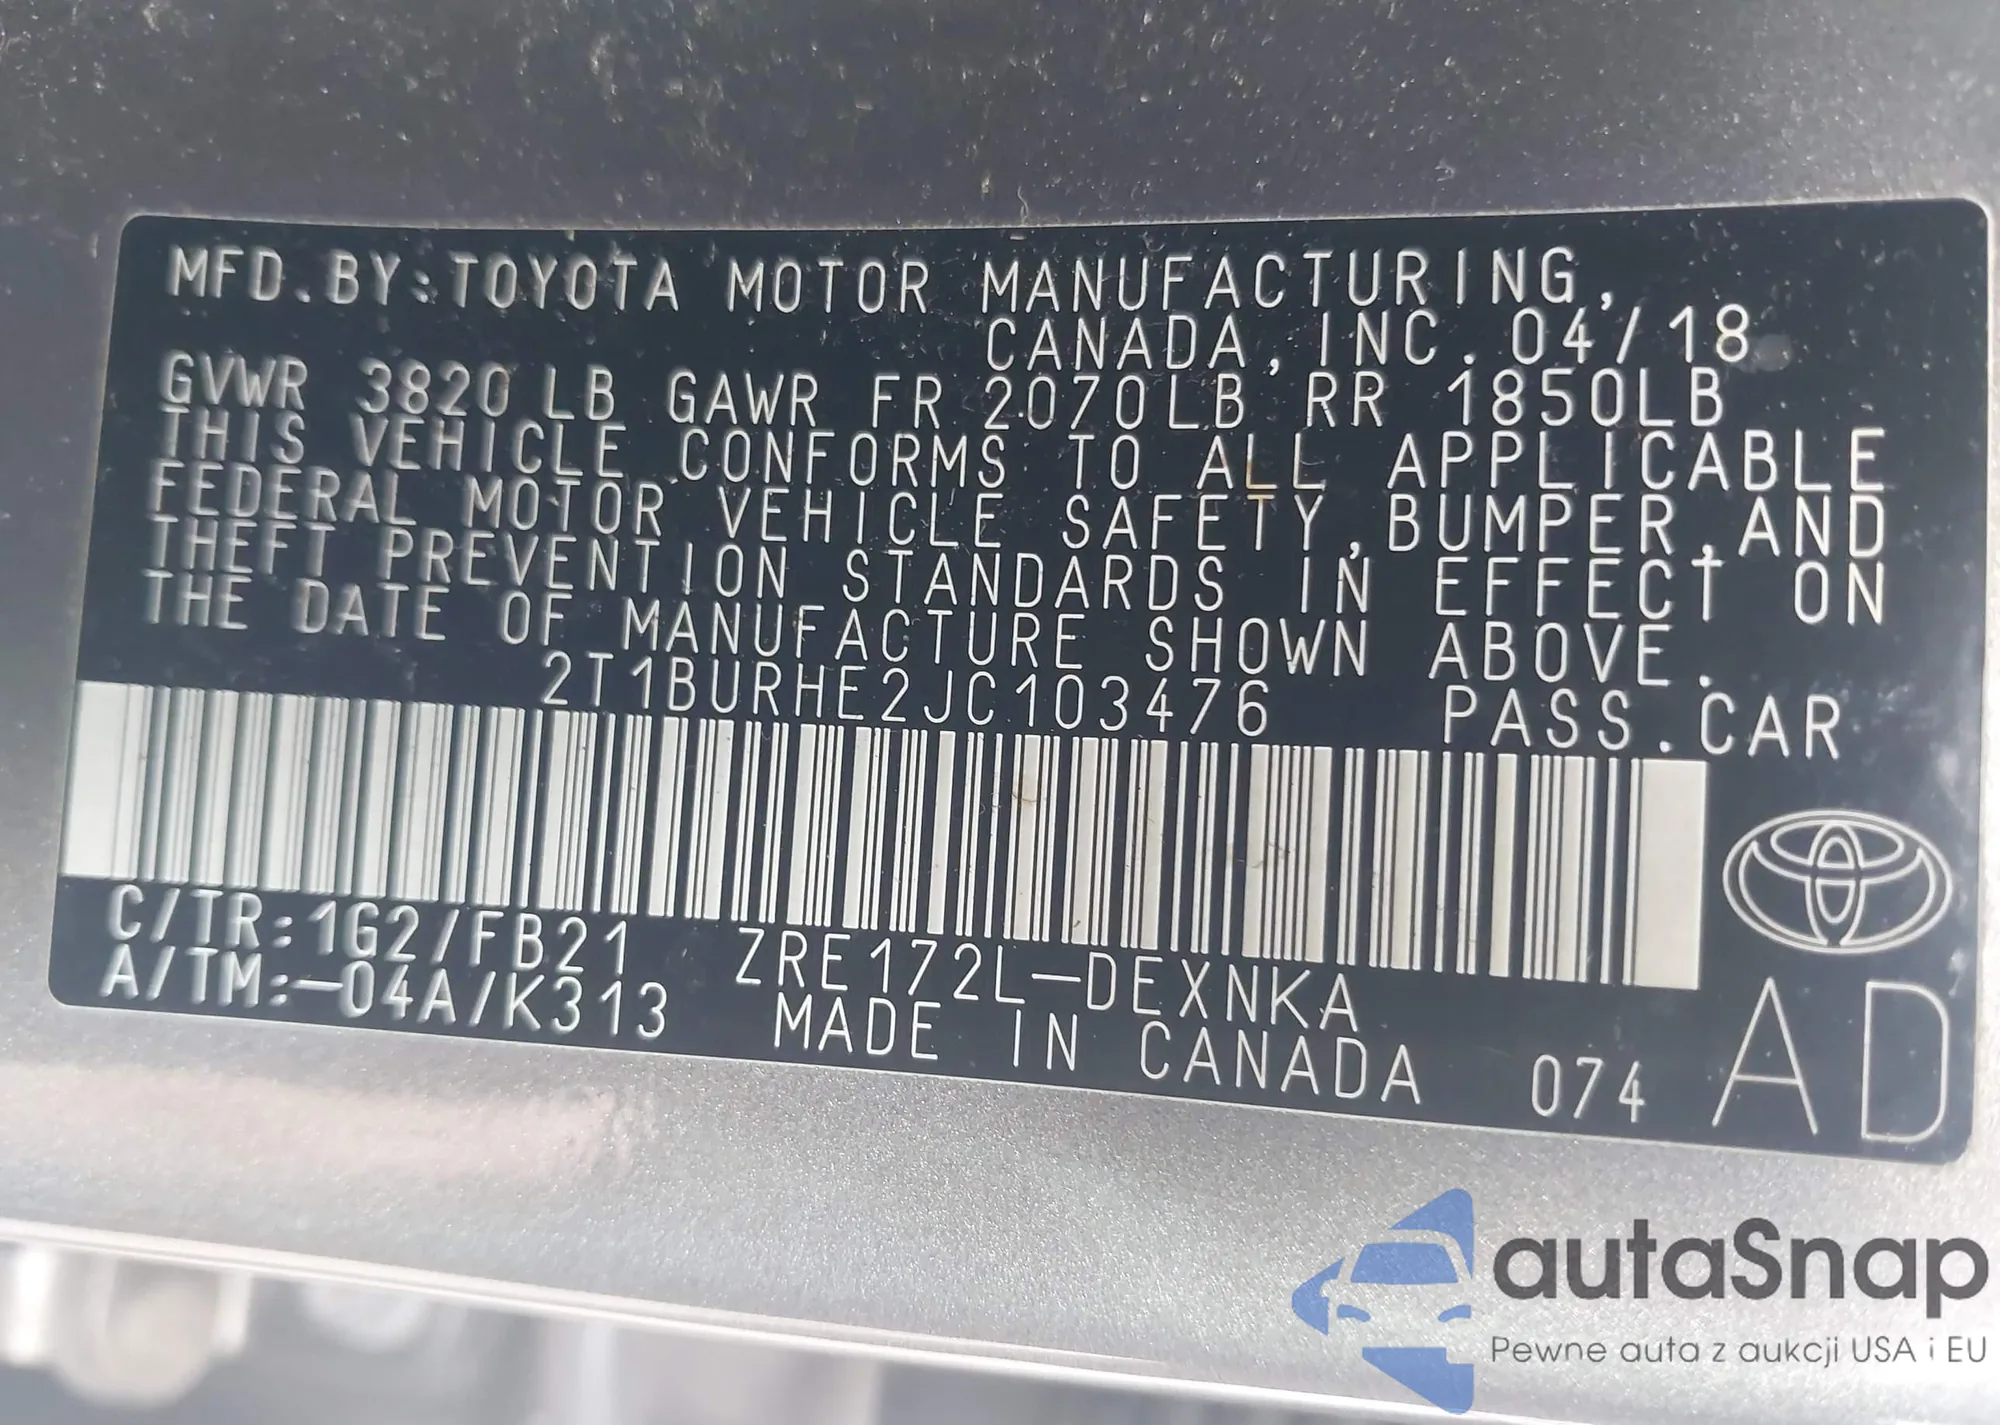 MFD.BY:TOYOTA MOTOR MANUFACTURING,
CANADA,INC.04/18
GVWR 3820LB GAWR FR 2070LB RR 1850LB
THIS VEHICLE CONFORMS TO ALL APPLICABLE
FEDERAL MOTOR VEHICLE SAFETY,BUMPER,AND
THEFT PREVENTION STANDARDS IN EFFECT ON
THE DATE OF MANUFACTURE SHOWN ABOVE.
2T1BURHE2JC103476 PASS.CAR
C/TR:1G2/FB21 ZRE172L-DEXNKA
A/TM:-04A/K313 MADE IN CANADA 074 AD
autaSnap
Pewne auta z aukcji USA i EU